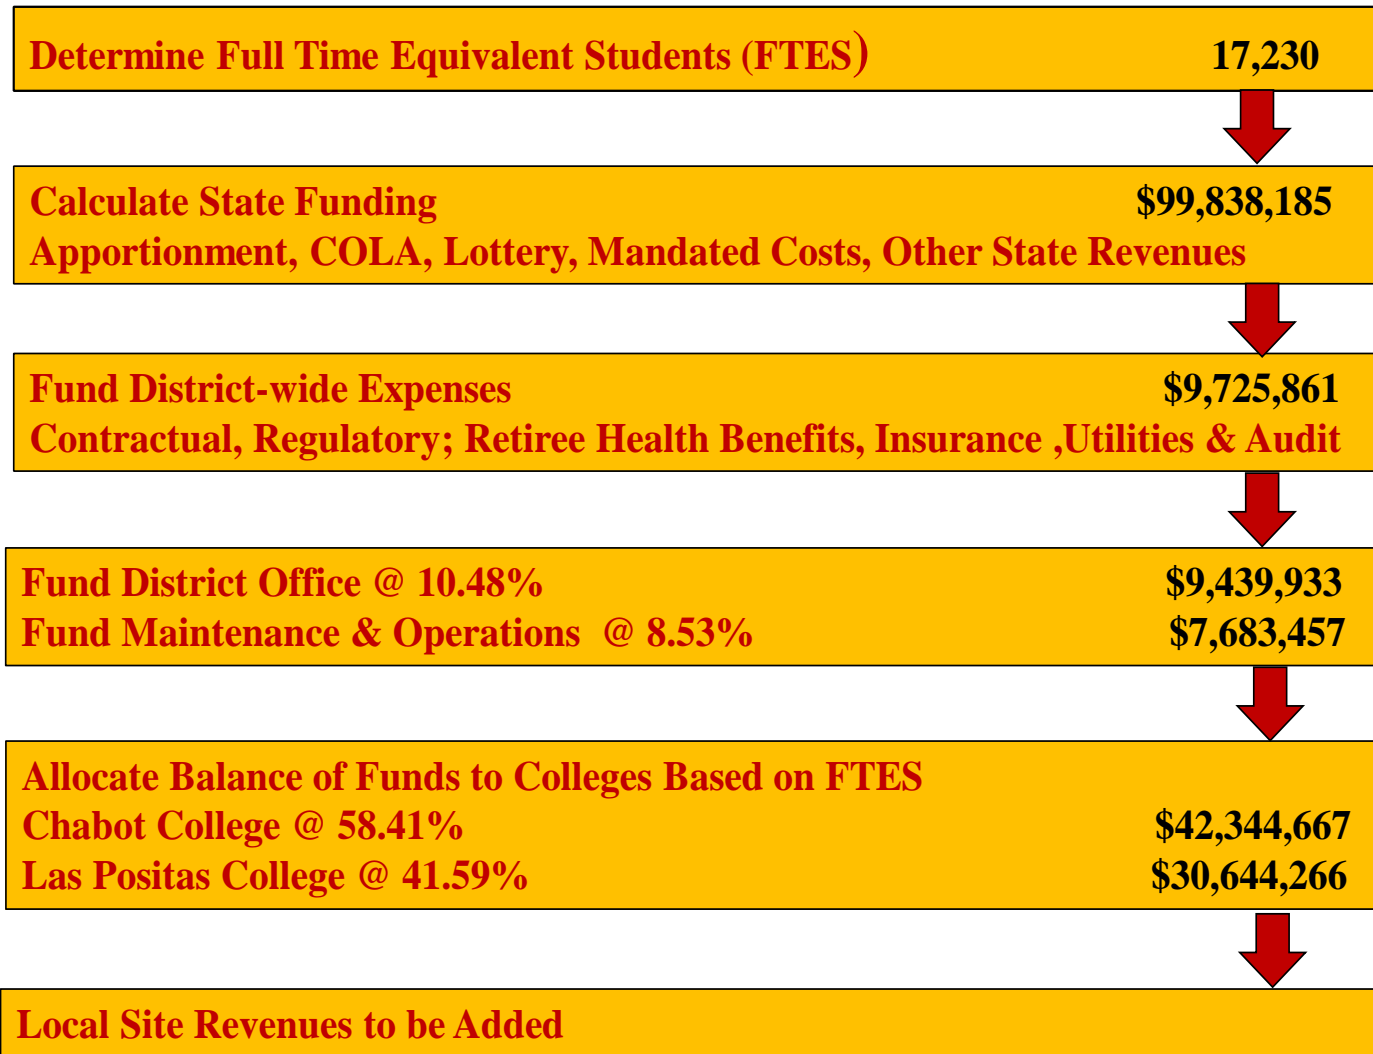 Determine Full Time Equivalent Students (FTES) 17,230
Calculate State Funding $99,838,185
Apportionment, COLA, Lottery, Mandated Costs, Other State Revenues
Fund District-wide Expenses $9,725,861
Contractual, Regulatory; Retiree Health Benefits, Insurance ,Utilities & Audit
Fund District Office @ 10.48% $9,439,933
Fund Maintenance & Operations @ 8.53% $7,683,457
Allocate Balance of Funds to Colleges Based on FTES
Chabot College @ 58.41% $42,344,667
Las Positas College @ 41.59% $30,644,266
Local Site Revenues to be Added